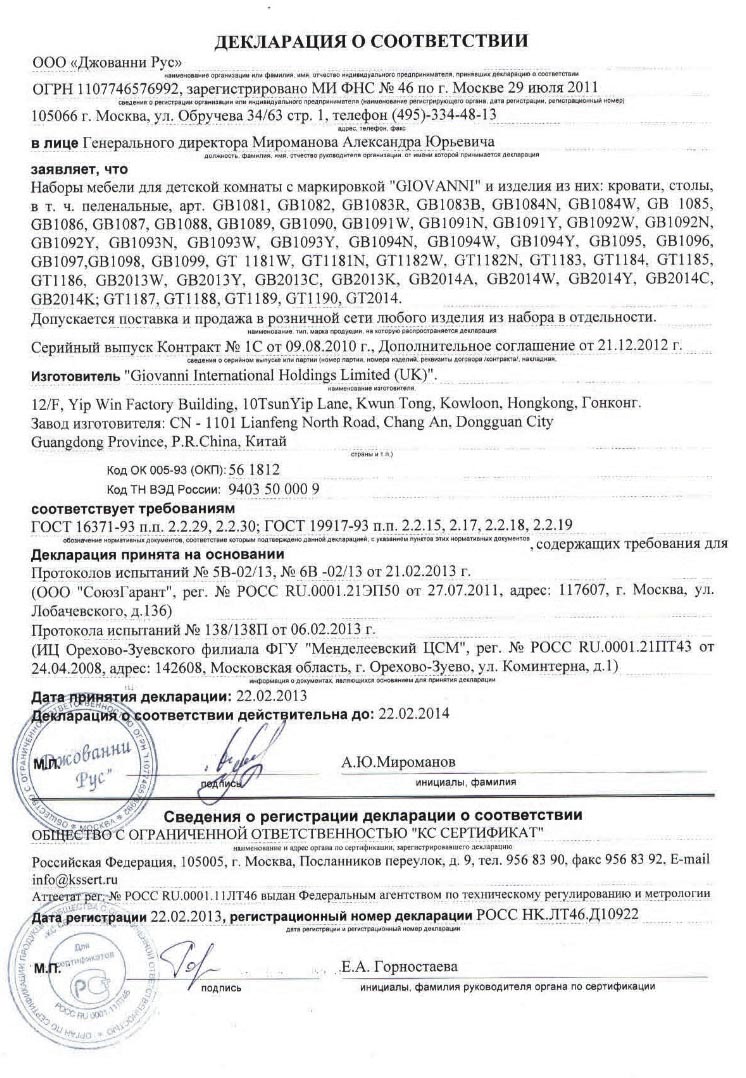 ДЕКЛАРАЦИЯ О СООТВЕТСТВИИ
ООО «Джованни Рус»
наименование организации или фамилия, имя, отчество индивидуального предпринимателя, принявших декларацию о соответствии
ОГРН 1107746576992, зарегистрировано МИ ФНС № 46 по г. Москве 29 июля 2011
сведения о регистрации организации или индивидуального предпринимателя (наименование регистрирующего органа, дата регистрации, регистрационный номер)
105066 г. Москва, ул. Обручева 34/63 стр. 1, телефон (495)-334-48-13
адрес, телефон, факс
в лице Генерального директора Мироманова Александра Юрьевича
должность, фамилия, имя, отчество руководителя организации, от имени которой принимается декларация
заявляет, что
Наборы мебели для детской комнаты с маркировкой "GIOVANNI" и изделия из них: кровати, столы,
в т. ч. пеленальные, арт. GB1081, GB1082, GB1083R, GB1083B, GB1084N, GB1084W, GB 1085,
GB1086, GB1087, GB1088, GB1089, GB1090, GB1091W, GB1091N, GB1091Y, GB1092W, GB1092N,
GB1092Y, GB1093N, GB1093W, GB1093Y, GB1094N, GB1094W, GB1094Y, GB1095, GB1096,
GB1097,GB1098, GB1099, GT 1181W, GT1181N, GT1182W, GT1182N, GT1183, GT1184, GT1185,
GT1186, GB2013W, GB2013Y, GB2013C, GB2013K, GB2014A, GB2014W, GB2014Y, GB2014C,
GB2014K; GT1187, GT1188, GT1189, GT1190, GT2014.
Допускается поставка и продажа в розничной сети любого изделия из набора в отдельности.
наименование, тип, марка продукции, на которую распространяется декларация
Серийный выпуск Контракт № 1С от 09.08.2010 г., Дополнительное соглашение от 21.12.2012 г.
сведения о серийном выпуске или партии (номер партии, номера изделий, реквизиты договора /контракта/, накладная,
Изготовитель "Giovanni International Holdings Limited (UK)".
наименование изготовителя,
12/F, Yip Win Factory Building, 10TsunYip Lane, Kwun Tong, Kowloon, Hongkong, Гонконг.
Завод изготовителя: CN - 1101 Lianfeng North Road, Chang An, Dongguan City
Guangdong Province, P.R.China, Китай
страны и т.п.)
Код ОК 005-93 (ОКП): 56 1812
Код ТН ВЭД России: 9403 50 000 9
соответствует требованиям
ГОСТ 16371-93 п.п. 2.2.29, 2.2.30; ГОСТ 19917-93 п.п. 2.2.15, 2.17, 2.2.18, 2.2.19
обозначение нормативных документов, соответствие которым подтверждено данной декларацией, с указанием пунктов этих нормативных документов , содержащих требования для
Декларация принята на основании
Протоколов испытаний № 5В-02/13, № 6В -02/13 от 21.02.2013 г.
(ООО "СоюзГарант", рег. № РОСС RU.0001.21ЭП50 от 27.07.2011, адрес: 117607, г. Москва, ул.
Лобачевского, д.136)
Протокола испытаний № 138/138П от 06.02.2013 г.
(ИЦ Орехово-Зуевского филиала ФГУ "Менделеевский ЦСМ", рег. № РОСС RU.0001.21ПТ43 от
24.04.2008, адрес: 142608, Московская область, г. Орехово-Зуево, ул. Коминтерна, д.1)
информация о документах, являющихся основанием для принятия декларации
Дата принятия декларации: 22.02.2013
Декларация о соответствии действительна до: 22.02.2014
"Джованни
Рус"
М.П. А.Ю.Мироманов
подпись инициалы, фамилия
Сведения о регистрации декларации о соответствии
ОБЩЕСТВО С ОГРАНИЧЕННОЙ ОТВЕТСТВЕННОСТЬЮ "КС СЕРТИФИКАТ"
наименование и адрес органа по сертификации, зарегистрировавшего декларацию
Российская Федерация, 105005, г. Москва, Посланников переулок, д. 9, тел. 956 83 90, факс 956 83 92, E-mail
info@kssert.ru
Аттестат рег. № РОСС RU.0001.11ЛТ46 выдан Федеральным агентством по техническому регулированию и метрологии
Дата регистрации 22.02.2013, регистрационный номер декларации РОСС HK.ЛТ46.Д10922
дата регистрации и регистрационный номер декларации
Для
сертификатов
РОСС RU 0001.11ЛТ46
М.П. Е.А. Горностаева
подпись инициалы, фамилия руководителя органа по сертификации